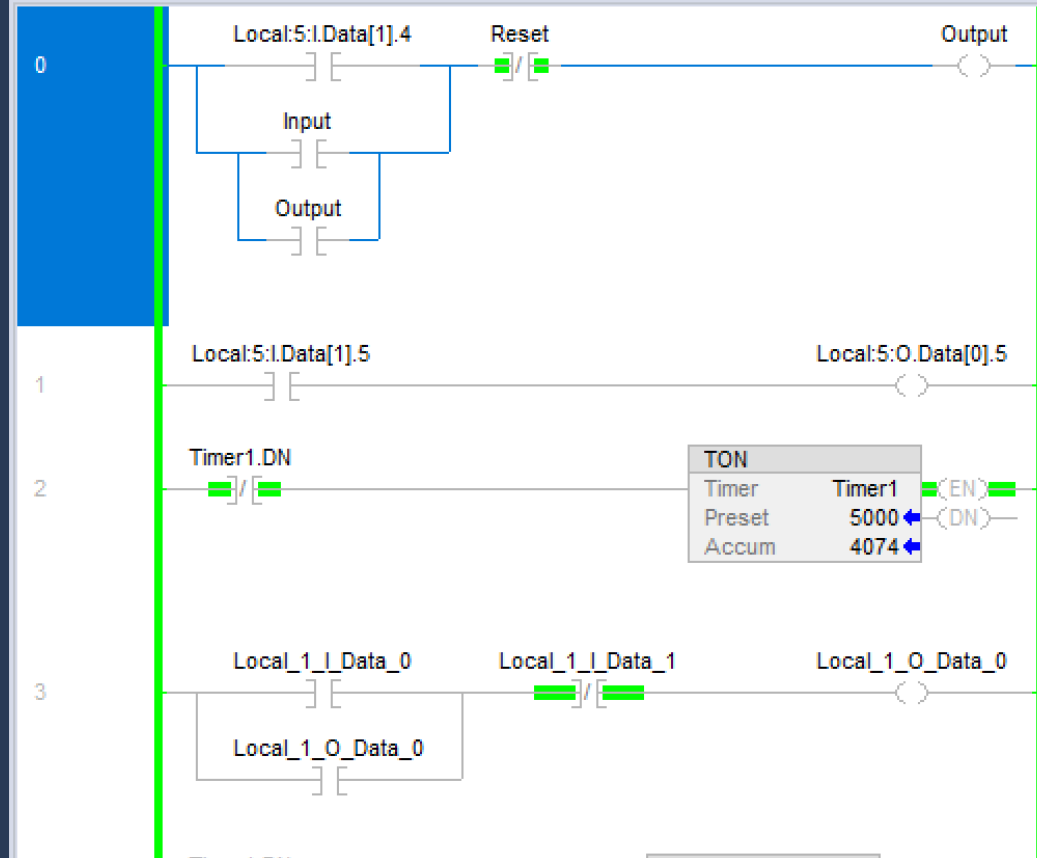 Local:5:I.Data[1].4 Reset Output
0
Input
Output
Local:5:I.Data[1].5 Local:5:O.Data[0].5
1
Timer1.DN
TON
2 Timer Timer1 EN
Preset 5000 DN
Accum 4074
Local_1_I_Data_0 Local_1_I_Data_1 Local_1_O_Data_0
3
Local_1_O_Data_0